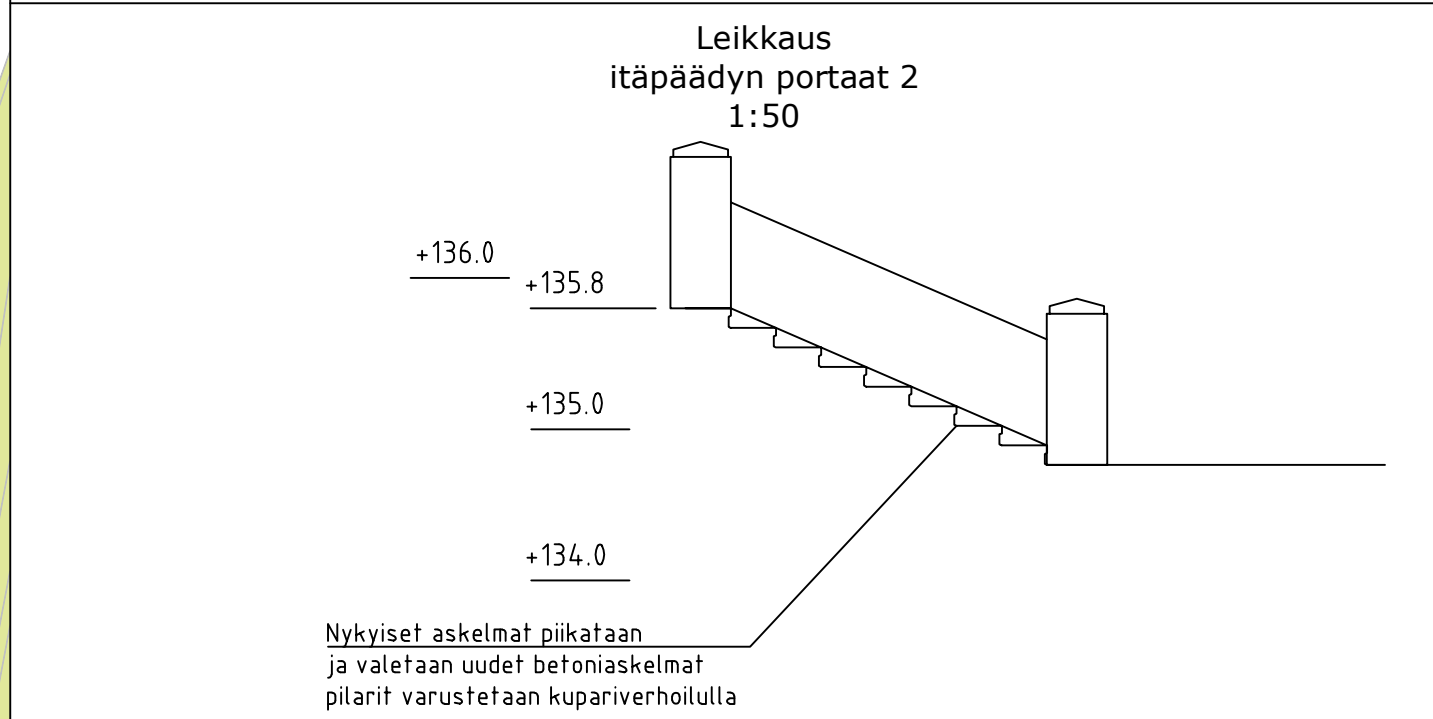 Leikkaus
itäpäädyn portaat 2
1:50
+136.0
+135.8
+135.0
+134.0
Nykyiset askelmat piikataan
ja valetaan uudet betoniaskelmat
pilarit varustetaan kupariverhoilulla